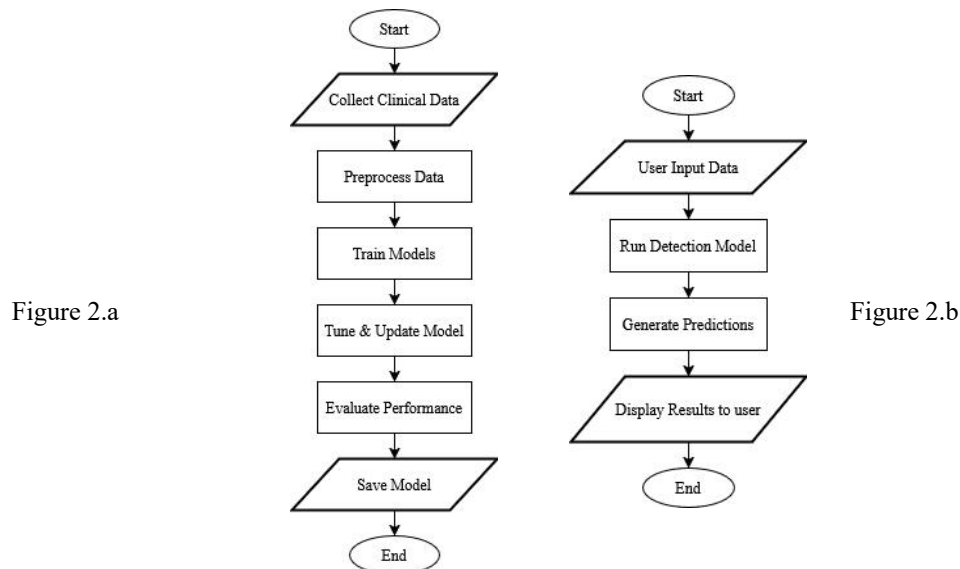 Figure 2.a
Start
Collect Clinical Data
Preprocess Data
Train Models
Tune & Update Model
Evaluate Performance
Save Model
End
Start
User Input Data
Run Detection Model
Generate Predictions
Display Results to user
End
Figure 2.b